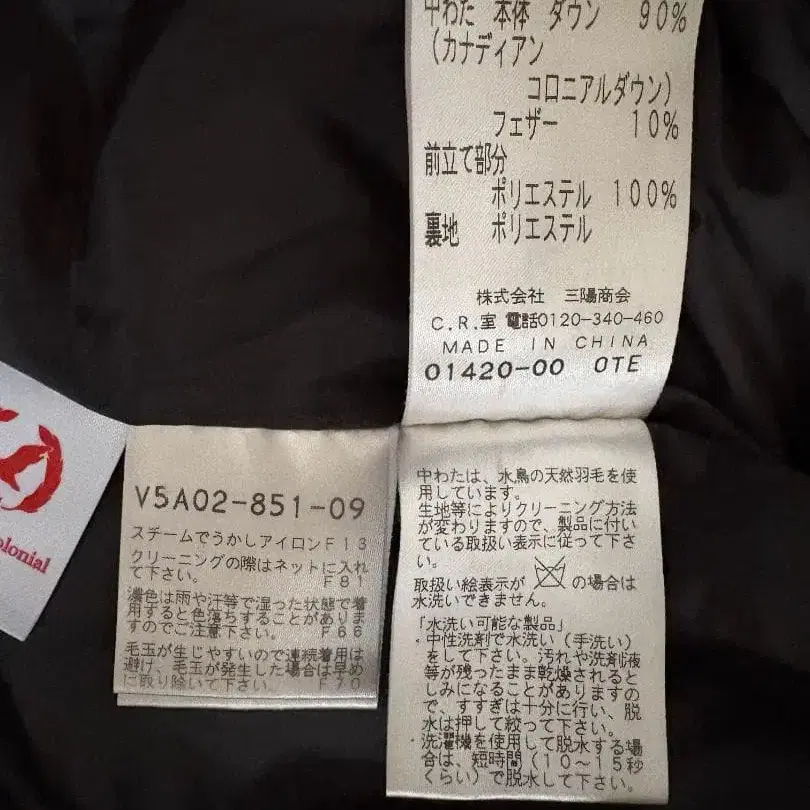 中わた 本体 ダウン 90%
(カナディアン
コロニアルダウン)
フェザー 10%
前立て部分
ポリエステル 100%
裏地 ポリエステル
株式会社 三陽商会
C.R.室 電話0120-340-460
MADE IN CHINA
01420-00 OTE
olonial
V5A02-851-09
スチームでうかしアイロンF13
クリーニングの際はネットに入れ
て下さい。 F81
濃色は雨や汗等で湿った状態で着
用すると色落ちすることがありま
すのでご注意下さい。 F66
毛玉が生じやすいので連続着用は
避け、毛玉が発生した場合は早め
に取り除いて下さい。 F70
中わたは、水鳥の天然羽毛を使
用しています。
生地等によりクリーニング方法
が変わりますので、製品に付い
ている取扱い表示に従って下さ
い。
取扱い絵表示が の場合は
水洗いできません。
「水洗い可能な製品」
・中性洗剤で水洗い(手洗い)
をして下さい。汚れや洗剤液
等が残ったまま乾燥されると
しみになることがありますの
で、すすぎは十分に行い、脱
水は押して絞って下さい。
・洗濯機を使用して脱水する場
合は、短時間(10〜15秒
くらい)で脱水して下さい。